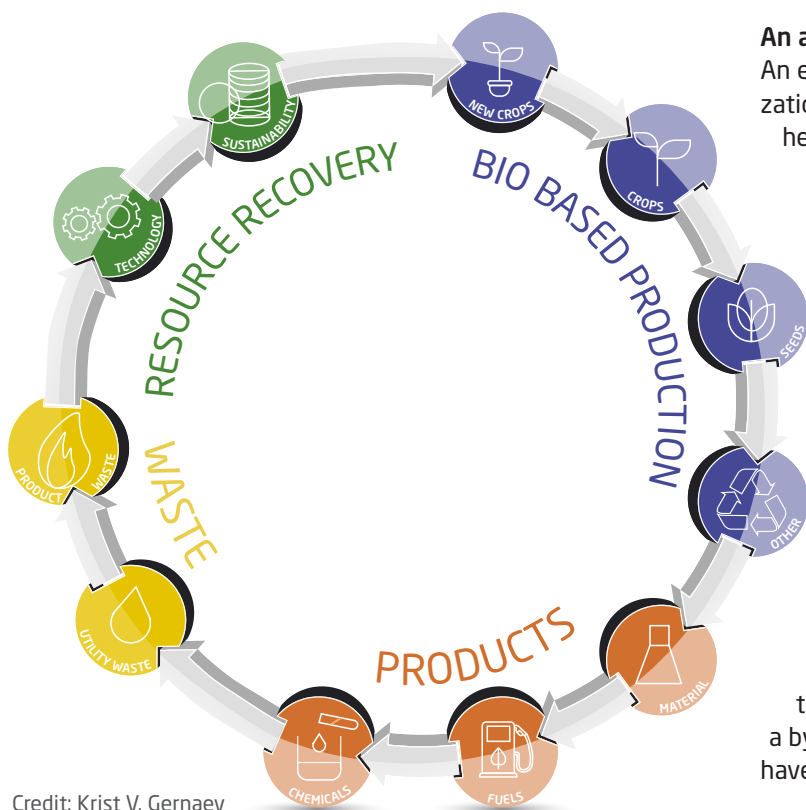 An a
An e
zatio
he
NEW CROPS
CROPS
SEEDS
OTHER
BIO BASED PRODUCTION
MATERIAL
FUELS
CHEMICALS
PRODUCTS
UTILITY WASTE
PRODUCT WASTE
WASTE
TECHNOLOGY
SUSTAINABILITY
RESOURCE RECOVERY
t
a by
have
Credit: Krist V. Gernaey